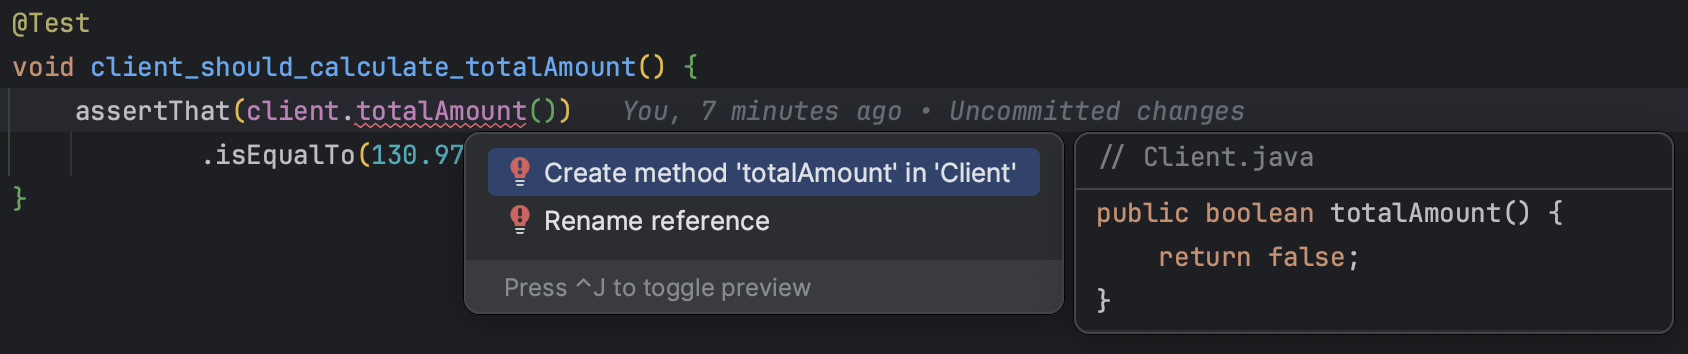 @Test
void client_should_calculate_totalAmount() {
assertThat(client.totalAmount()) You, 7 minutes ago • Uncommitted changes
.isEqualTo(130.97
}
Create method 'totalAmount' in 'Client'
Rename reference
Press ^J to toggle preview
// Client.java
public boolean totalAmount() {
return false;
}